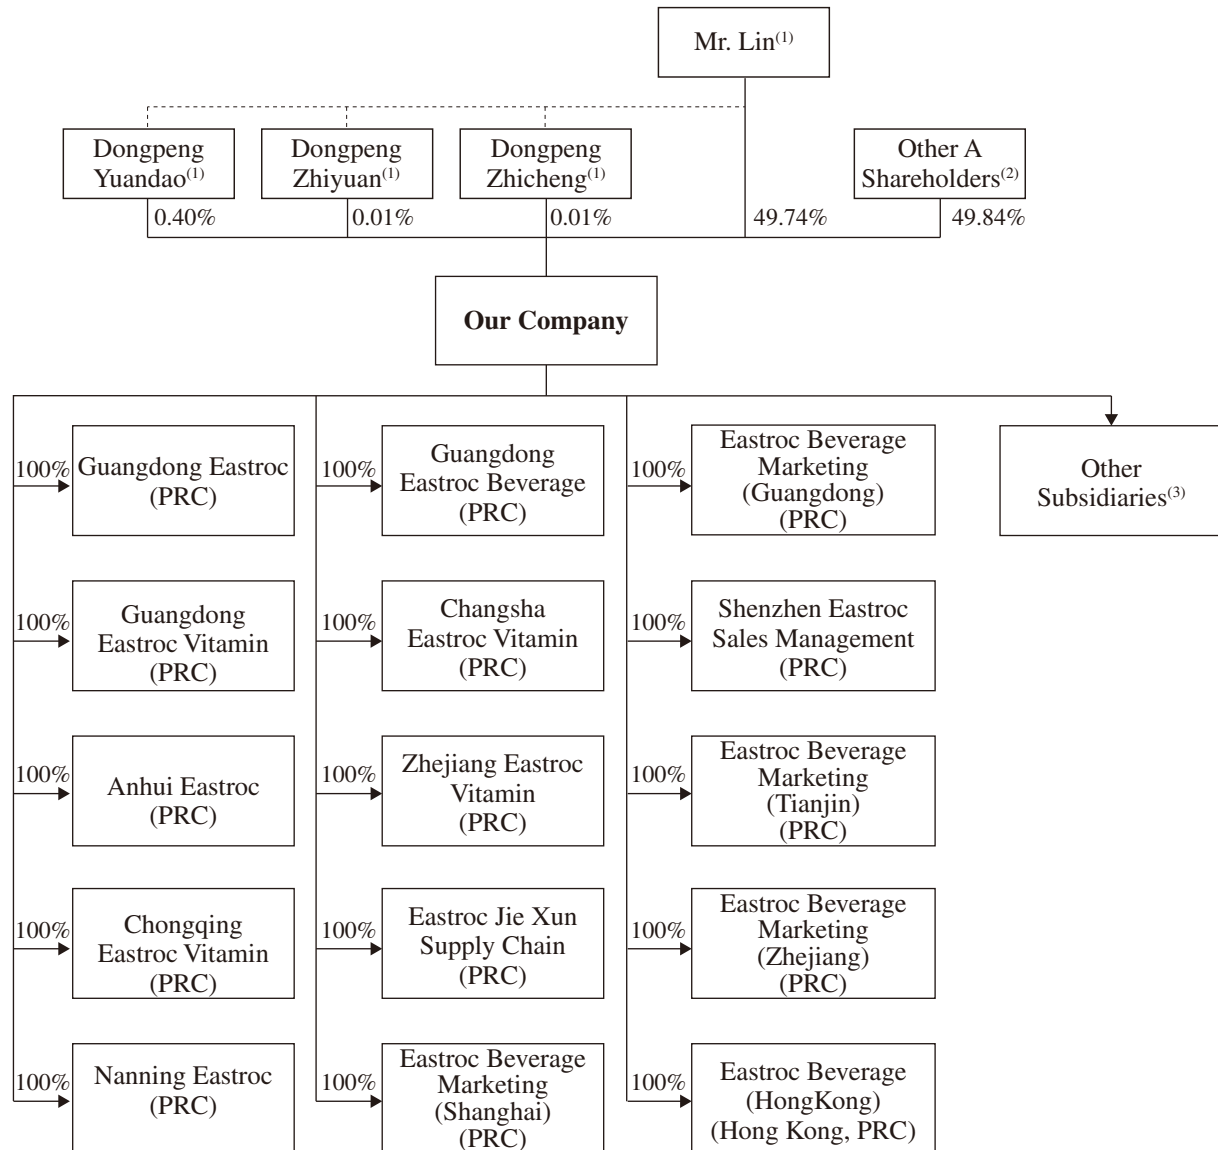 Mr. Lin(1)
Dongpeng
Yuandao(1)
Dongpeng
Zhiyuan(1)
Dongpeng
Zhicheng(1)
Other A
Shareholders(2)
0.40%
0.01%
0.01%
49.74%
49.84%
Our Company
100%
Guangdong Eastroc
(PRC)
100%
Guangdong
Eastroc Beverage
(PRC)
100%
Eastroc Beverage
Marketing
(Guangdong)
(PRC)
Other
Subsidiaries(3)
100%
Guangdong
Eastroc Vitamin
(PRC)
100%
Changsha
Eastroc Vitamin
(PRC)
100%
Shenzhen Eastroc
Sales Management
(PRC)
100%
Anhui Eastroc
(PRC)
100%
Zhejiang Eastroc
Vitamin
(PRC)
100%
Eastroc Beverage
Marketing
(Tianjin)
(PRC)
100%
Chongqing
Eastroc Vitamin
(PRC)
100%
Eastroc Jie Xun
Supply Chain
(PRC)
100%
Eastroc Beverage
Marketing
(Zhejiang)
(PRC)
100%
Nanning Eastroc
(PRC)
100%
Eastroc Beverage
Marketing
(Shanghai)
(PRC)
100%
Eastroc Beverage
(HongKong)
(Hong Kong, PRC)